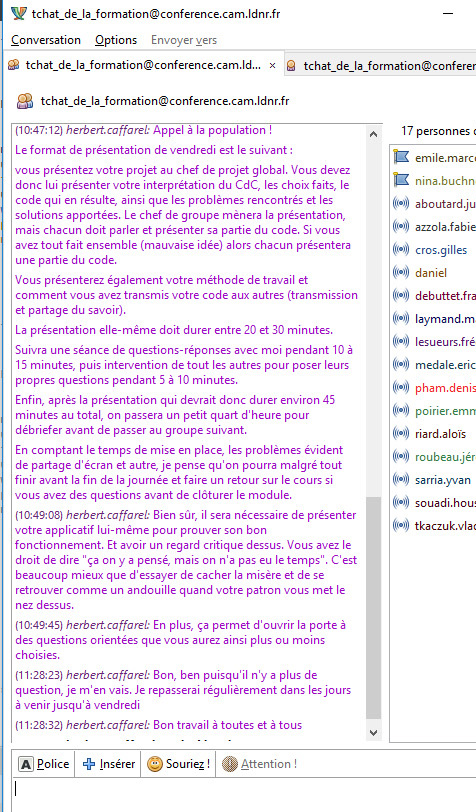 tchat_de_la_formation@conference.cam.ldnr.fr
Conversation Options Envoyer vers
tchat_de_la_formation@conference.cam.ldnr.f... × tchat_de_la_formation@conferen
tchat_de_la_formation@conference.cam.ldnr.fr
(10:47:12) herbert.caffarel: Appel à la population !
Le format de présentation de vendredi est le suivant :
vous présentez votre projet au chef de projet global. Vous devez
donc lui présenter votre interprétation du CdC, les choix faits, le
code qui en résulte, ainsi que les problèmes rencontrés et les
solutions apportées. Le chef de groupe mènera la présentation,
mais chacun doit parler et présenter sa partie du code. Si vous
avez tout fait ensemble (mauvaise idée) alors chacun présentera
une partie du code.
Vous présenterez également votre méthode de travail et
comment vous avez transmis votre code aux autres (transmission
et partage du savoir).
La présentation elle-même doit durer entre 20 et 30 minutes.
Suivra une séance de questions-réponses avec moi pendant 10 à
15 minutes, puis intervention de tout les autres pour poser leurs
propres questions pendant 5 à 10 minutes.
Enfin, après la présentation qui devrait donc durer environ 45
minutes au total, on passera un petit quart d'heure pour
débriefer avant de passer au groupe suivant.
En comptant le temps de mise en place, les problèmes évident
de partage d'écran et autre, je pense qu'on pourra malgré tout
finir avant la fin de la journée et faire un retour sur le cours si
vous avez des questions avant de clôturer le module.
(10:49:08) herbert.caffarel: Bien sûr, il sera nécessaire de présenter
votre applicatif lui-même pour prouver son bon
fonctionnement. Et avoir un regard critique dessus. Vous avez le
droit de dire "ça on y a pensé, mais on n'a pas eu le temps". C'est
beaucoup mieux que d'essayer de cacher la misère et de se
retrouver comme un andouille quand votre patron vous met le
nez dessus.
(10:49:45) herbert.caffarel: En plus, ça permet d'ouvrir la porte à
des questions orientées que vous aurez ainsi plus ou moins
choisies.
(11:28:23) herbert.caffarel: Bon, ben puisqu'il n'y a plus de
question, je m'en vais. Je repasserai régulièrement dans les jours
à venir jusqu'à vendredi
(11:28:32) herbert.caffarel: Bon travail à toutes et à tous
17 personnes
emile.marc
nina.buchn
aboutard.ju
azzola.fabie
cros.gilles
daniel
debuttet.fra
laymand.m
lesueurs.fré
medale.eric
pham.denis
poirier.emm
riard.aloïs
roubeau.jér
sarria.yvan
souadi.hous
tkaczuk.vlad
Police Insérer Souriez ! Attention !